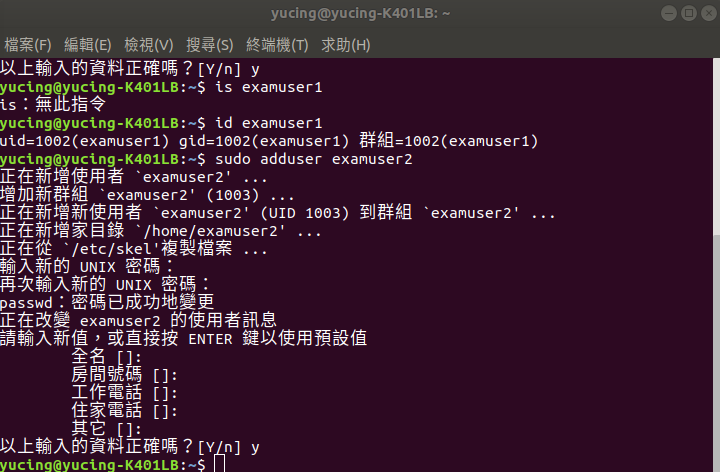 yucing@yucing-K401LB: ~
檔案(F) 編輯(E) 檢視(V) 搜尋(S) 終端機(T) 求助(H)
以上輸入的資料正確嗎？[Y/n] y
yucing@yucing-K401LB:~$ is examuser1
is：無此指令
yucing@yucing-K401LB:~$ id examuser1
uid=1002(examuser1) gid=1002(examuser1) 群組=1002(examuser1)
yucing@yucing-K401LB:~$ sudo adduser examuser2
正在新增使用者 `examuser2' ...
增加新群組 `examuser2' (1003) ...
正在新增新使用者 `examuser2' (UID 1003) 到群組 `examuser2' ...
正在新增家目錄 `/home/examuser2' ...
正在從 `/etc/skel'複製檔案 ...
輸入新的 UNIX 密碼：
再次輸入新的 UNIX 密碼：
passwd：密碼已成功地變更
正在改變 examuser2 的使用者訊息
請輸入新值，或直接按 ENTER 鍵以使用預設值
全名 []:
房間號碼 []:
工作電話 []:
住家電話 []:
其它 []:
以上輸入的資料正確嗎？[Y/n] y
yucing@yucing-K401LB:~$